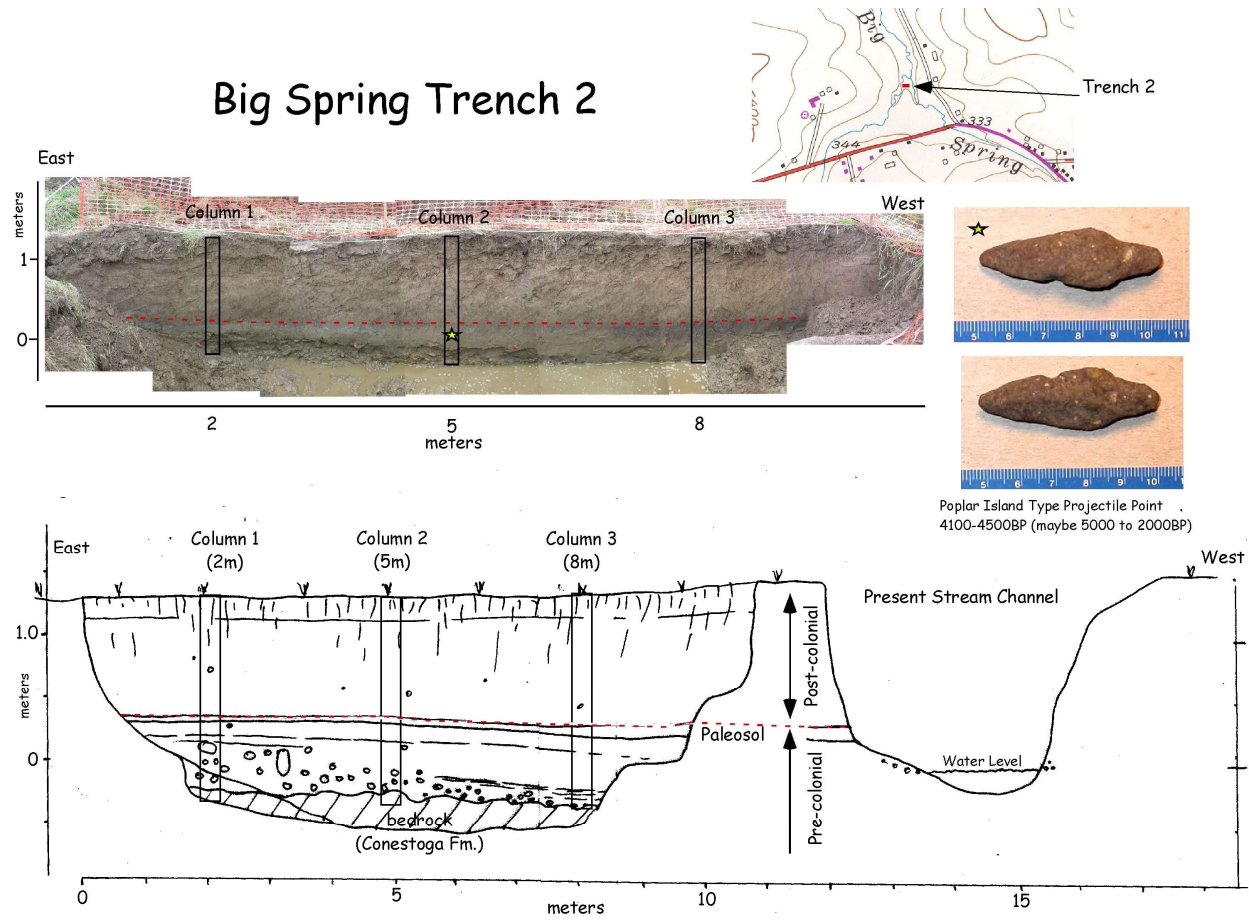 Big Spring Trench 2
Big
Trench 2
400
344
333
Spring
East
West
meters
Column 1
Column 2
Column 3
1
0
2
5
8
meters
5 6 7 8 9 10 11
5 6 7 8 9 10
Poplar Island Type Projectile Point
4100-4500BP (maybe 5000 to 2000BP)
East
Column 1
(2m)
Column 2
(5m)
Column 3
(8m)
West
Present Stream Channel
1.0
meters
0
Post-colonial
Paleosol
Pre-colonial
Water Level
bedrock
(Conestoga Fm.)
0
5
10
15
meters